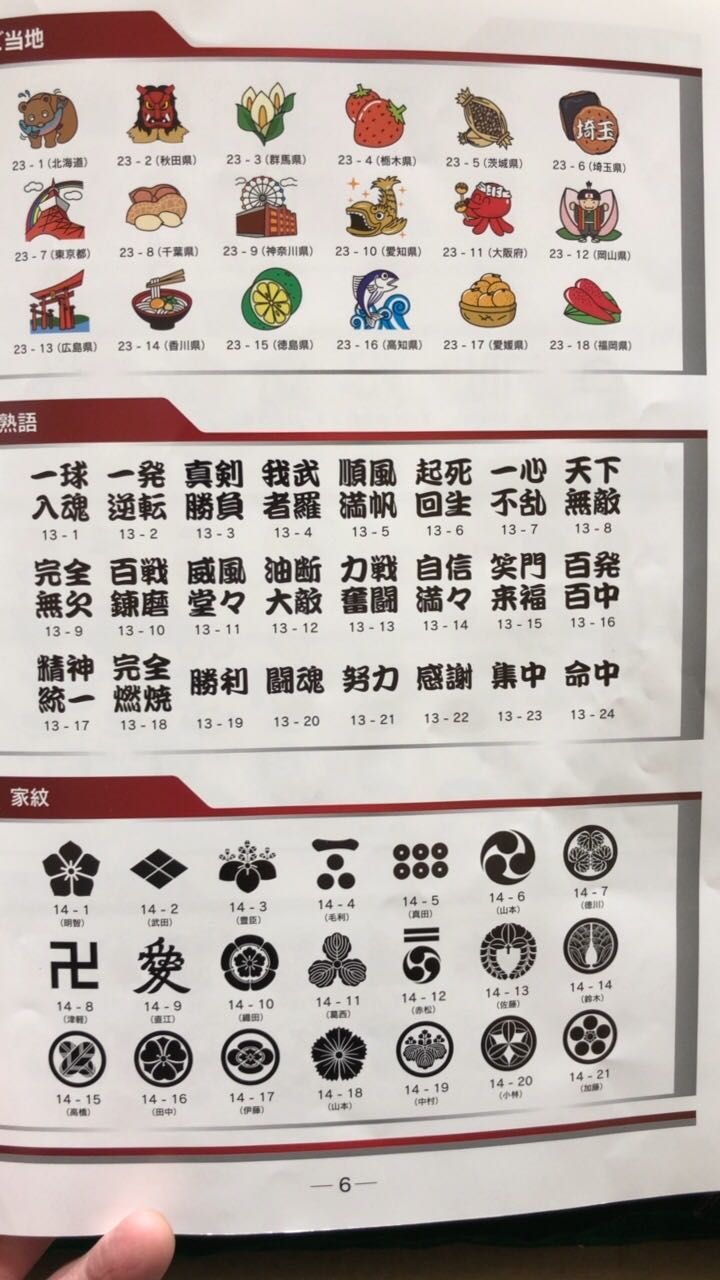 ご当地
埼玉
23 - 1 (北海道) 23 - 2 (秋田県) 23 - 3 (群馬県) 23 - 4 (栃木県) 23 - 5 (茨城県) 23 - 6 (埼玉県)
23 - 7 (東京都) 23 - 8 (千葉県) 23 - 9 (神奈川県) 23 - 10 (愛知県) 23 - 11 (大阪府) 23 - 12 (岡山県)
23 - 13 (広島県) 23 - 14 (香川県) 23 - 15 (徳島県) 23 - 16 (高知県) 23 - 17 (愛媛県) 23 - 18 (福岡県)
熟語
一球 一発 真剣 我武 順風 起死 一心 天下
入魂 逆転 勝負 者羅 満帆 回生 不乱 無敵
13 - 1 13 - 2 13 - 3 13 - 4 13 - 5 13 - 6 13 - 7 13 - 8
完全 百戦 威風 油断 力戦 自信 笑門 百発
無欠 錬磨 堂々 大敵 奮闘 満々 来福 百中
13 - 9 13 - 10 13 - 11 13 - 12 13 - 13 13 - 14 13 - 15 13 - 16
精神 完全 勝利 闘魂 努力 感謝 集中 命中
統一 燃焼
13 - 17 13 - 18 13 - 19 13 - 20 13 - 21 13 - 22 13 - 23 13 - 24
家紋
14 - 1 14 - 2 14 - 3 14 - 4 14 - 5 14 - 6 14 - 7
(明智) (武田) (豊臣) (毛利) (真田) (山本) (徳川)
卍 愛
14 - 8 14 - 9 14 - 10 14 - 11 14 - 12 14 - 13 14 - 14
(津軽) (直江) (織田) (葛西) (赤松) (佐藤) (鈴木)
14 - 15 14 - 16 14 - 17 14 - 18 14 - 19 14 - 20 14 - 21
(高橋) (田中) (伊藤) (山本) (中村) (小林) (加藤)
— 6 —